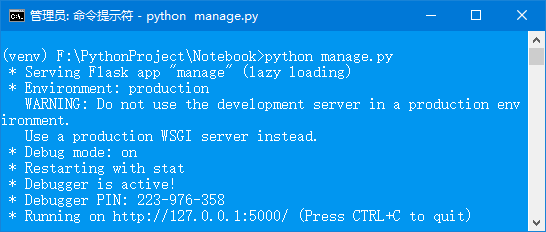 管理员: 命令提示符 - python  manage.py
(venv) F:\PythonProject\Notebook>python manage.py
 * Serving Flask app "manage" (lazy loading)
 * Environment: production
   WARNING: Do not use the development server in a production env
ironment.
   Use a production WSGI server instead.
 * Debug mode: on
 * Restarting with stat
 * Debugger is active!
 * Debugger PIN: 223-976-358
 * Running on http://127.0.0.1:5000/ (Press CTRL+C to quit)